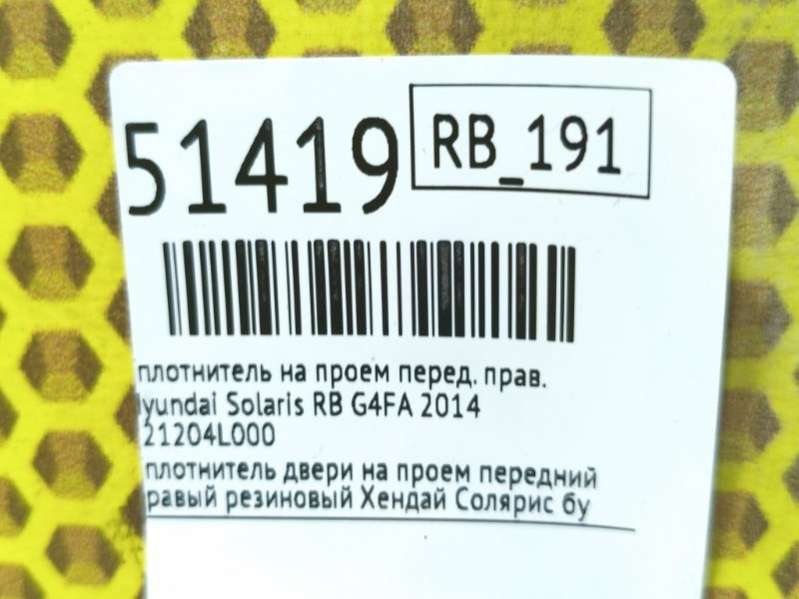 51419
RB_191
плотнитель на проем перед. прав.
yundai Solaris RB G4FA 2014
21204L000
плотнитель двери на проем передний
равый резиновый Хендай Солярис бу